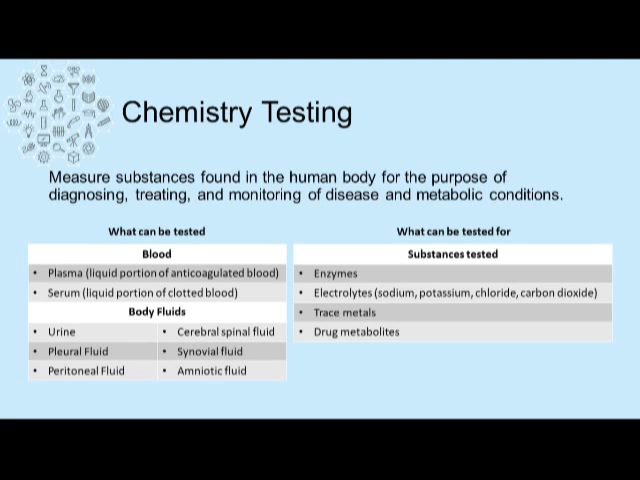 Chemistry Testing
Measure substances found in the human body for the purpose of
diagnosing, treating, and monitoring of disease and metabolic conditions.
What can be tested
Blood
• Plasma (liquid portion of anticoagulated blood)
• Serum (liquid portion of clotted blood)
Body Fluids
• Urine
• Cerebral spinal fluid
• Pleural Fluid
• Synovial fluid
• Peritoneal Fluid
• Amniotic fluid
What can be tested for
Substances tested
• Enzymes
• Electrolytes (sodium, potassium, chloride, carbon dioxide)
• Trace metals
• Drug metabolites